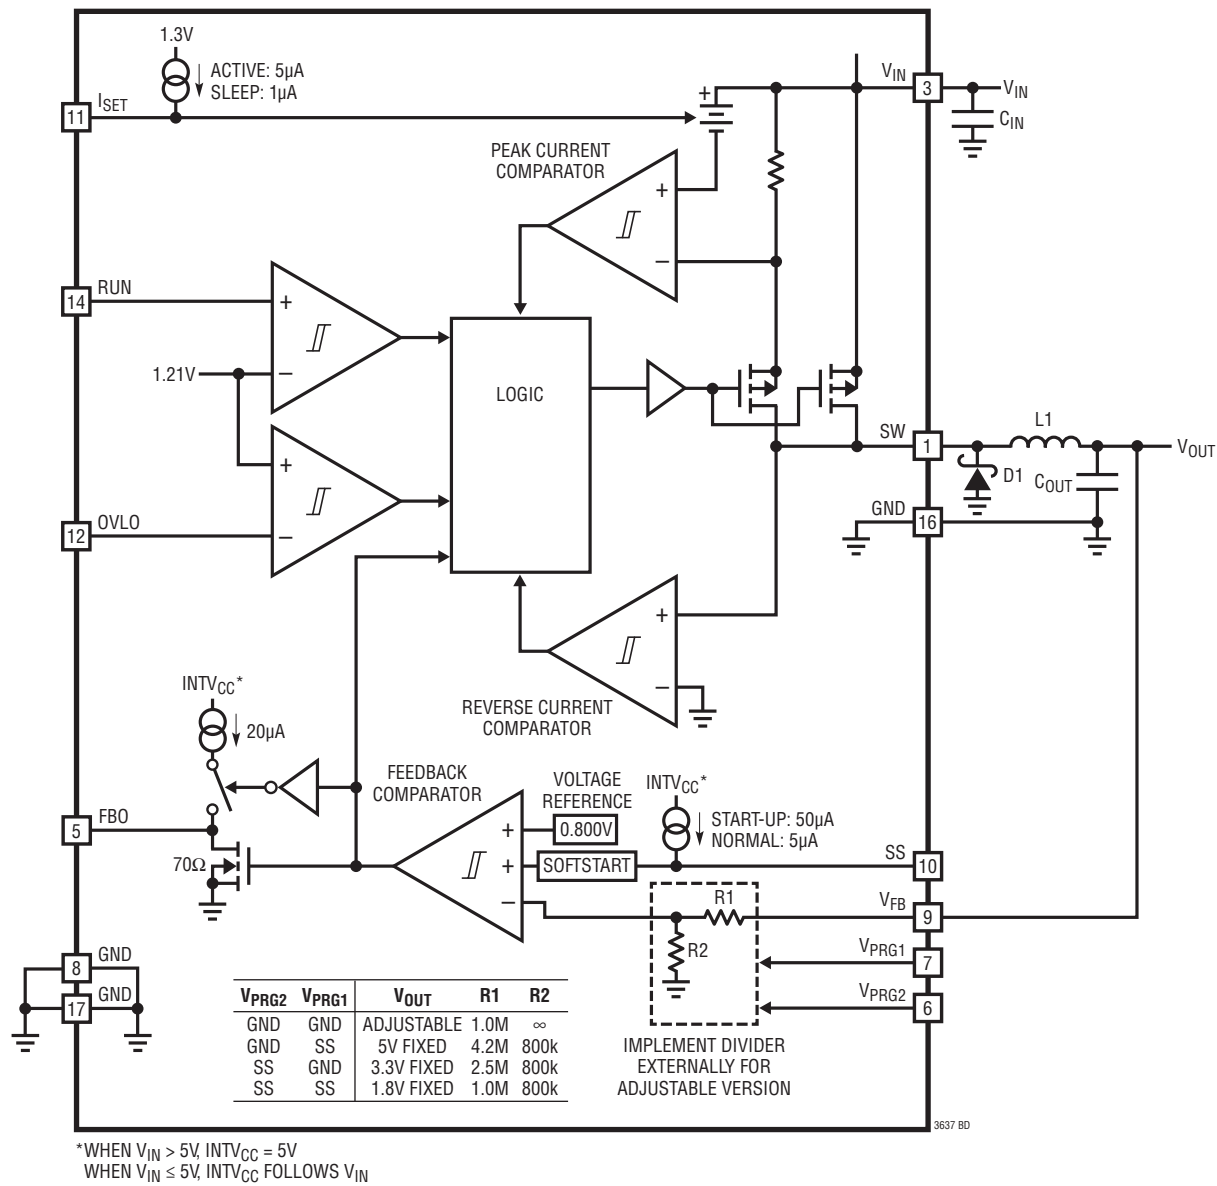 1.3V
ACTIVE: 5µA
SLEEP: 1µA
11
ISET
VIN
3
VIN
CIN
+
PEAK CURRENT
COMPARATOR
+
–
14
RUN
+
1.21V
–
LOGIC
+
12
OVLO
–
SW
1
L1
VOUT
D1
COUT
GND
16
+
–
REVERSE CURRENT
COMPARATOR
INTVCC*
20µA
FEEDBACK
COMPARATOR
VOLTAGE
REFERENCE
0.800V
INTVCC*
START-UP: 50µA
NORMAL: 5µA
5
FBO
70Ω
+
+
–
SOFTSTART
SS
10
R1
VFB
9
R2
VPRG1
7
VPRG2
6
8
GND
17
GND
VPRG2 VPRG1 VOUT R1 R2
GND GND ADJUSTABLE 1.0M ∞
GND SS 5V FIXED 4.2M 800k
SS GND 3.3V FIXED 2.5M 800k
SS SS 1.8V FIXED 1.0M 800k
IMPLEMENT DIVIDER
EXTERNALLY FOR
ADJUSTABLE VERSION
3637 BD
*WHEN VIN > 5V, INTVCC = 5V
WHEN VIN ≤ 5V, INTVCC FOLLOWS VIN